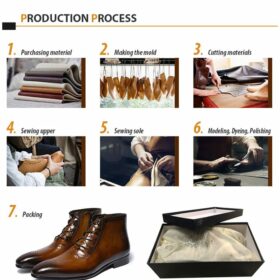 PRODUCTION PROCESS
1. Purchasing material
2. Making the mold
3. Cutting materials
4. Sewing upper
5. Sewing sole
6. Modeling, Dyeing, Polishing
7. Packing